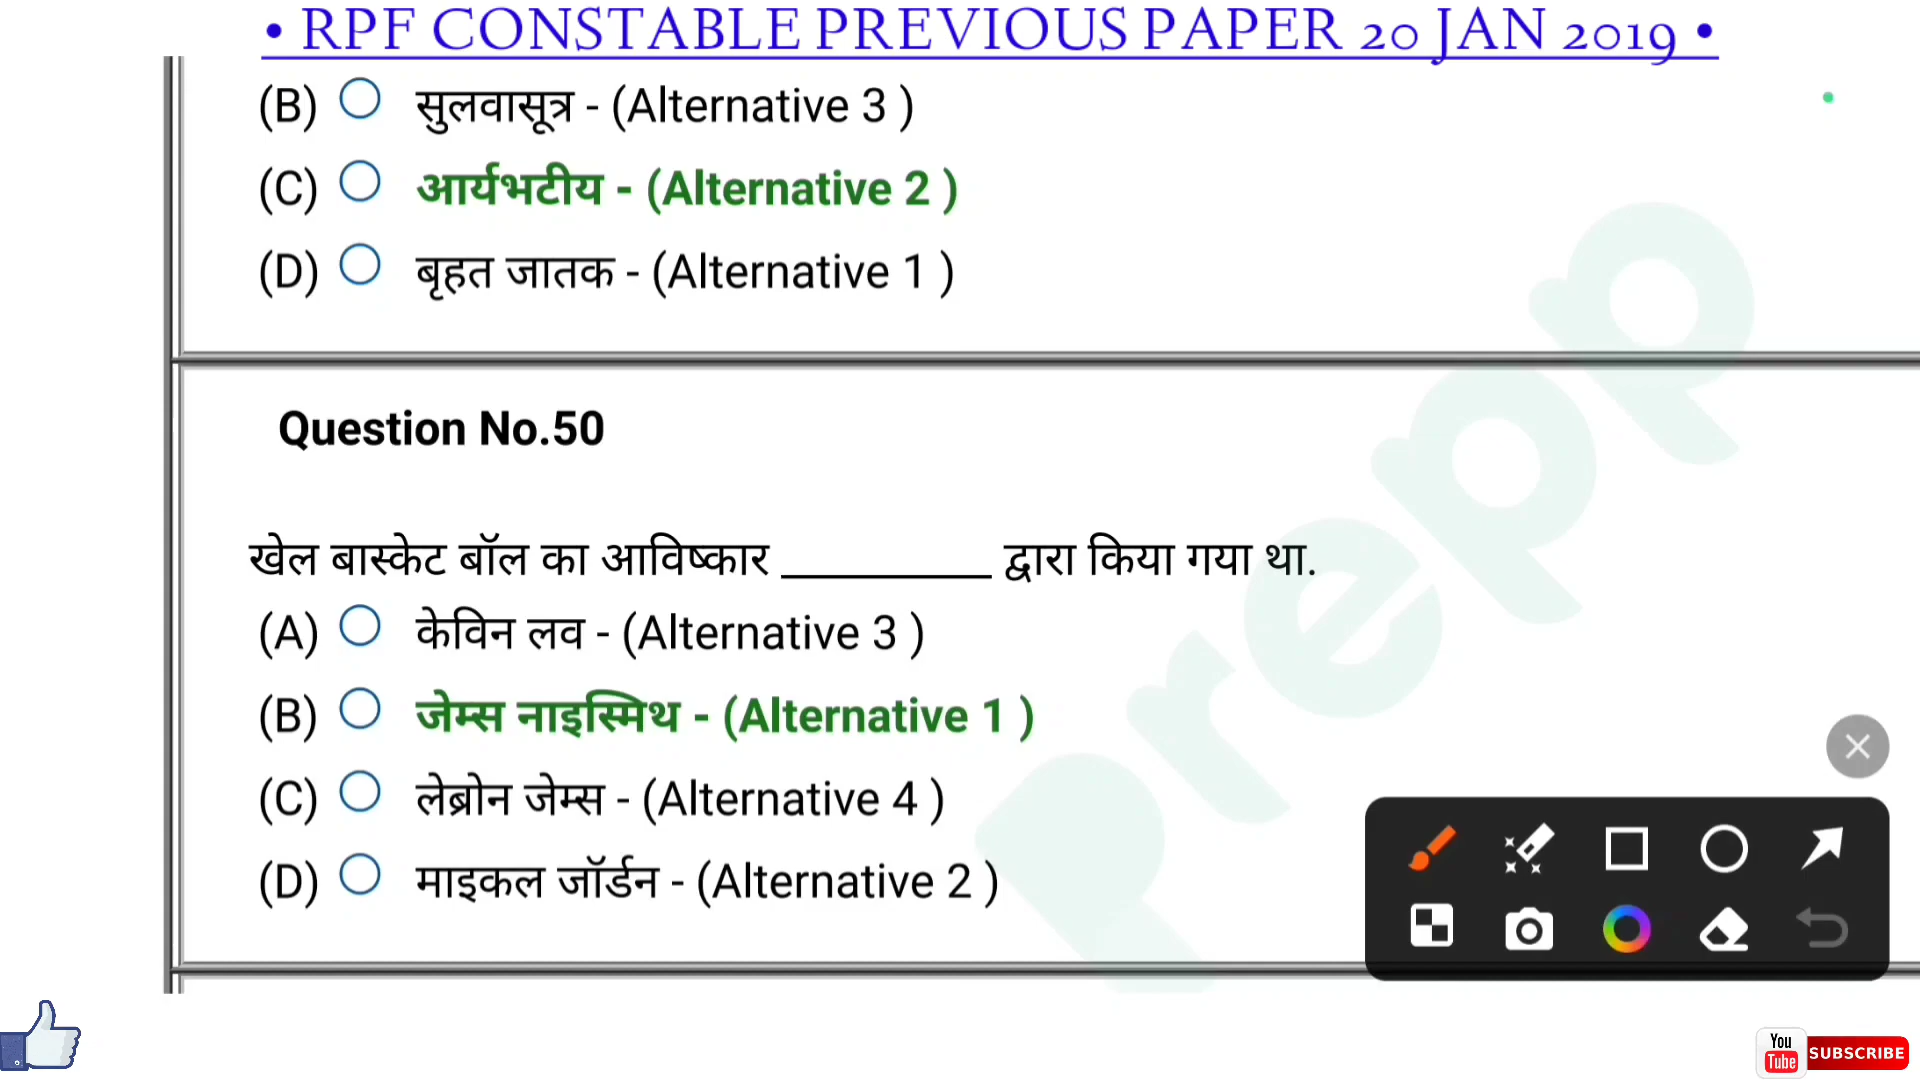 • RPF CONSTABLE PREVIOUS PAPER 20 JAN 2019 •
(B) सुलवासूत्र - (Alternative 3 )
(C) आर्यभटीय - (Alternative 2 )
(D) बृहत जातक - (Alternative 1 )
Question No.50
खेल बास्केट बॉल का आविष्कार __________ द्वारा किया गया था.
(A) केविन लव - (Alternative 3 )
(B) जेम्स नाइस्मिथ - (Alternative 1 )
(C) लेब्रोन जेम्स - (Alternative 4 )
(D) माइकल जॉर्डन - (Alternative 2 )
Prepp
You Tube SUBSCRIBE